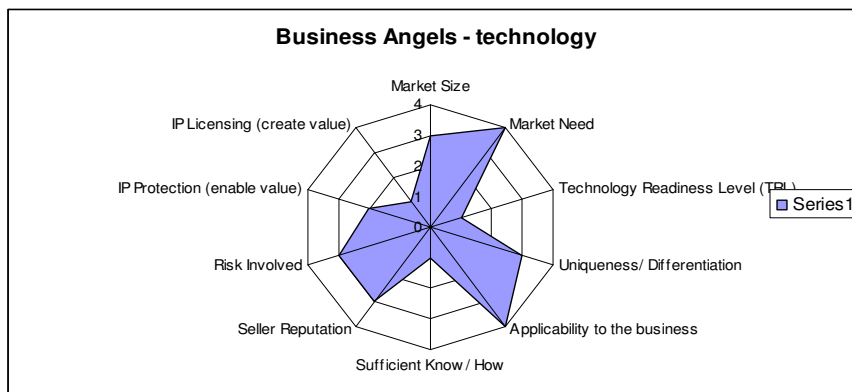 Business Angels - technology
Market Size
4
3
2
1
0
Market Need
Technology Readiness Level (TRL)
Series1
Uniqueness/ Differentiation
Applicability to the business
Sufficient Know / How
Seller Reputation
Risk Involved
IP Protection (enable value)
IP Licensing (create value)